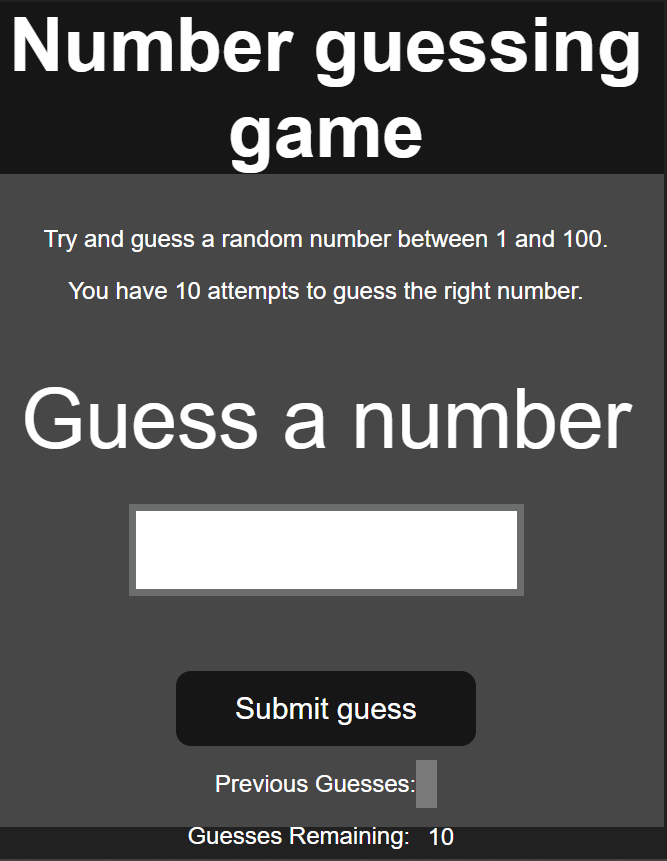 Number guessing
game
Try and guess a random number between 1 and 100.
You have 10 attempts to guess the right number.
Guess a number
Submit guess
Previous Guesses:
Guesses Remaining: 10